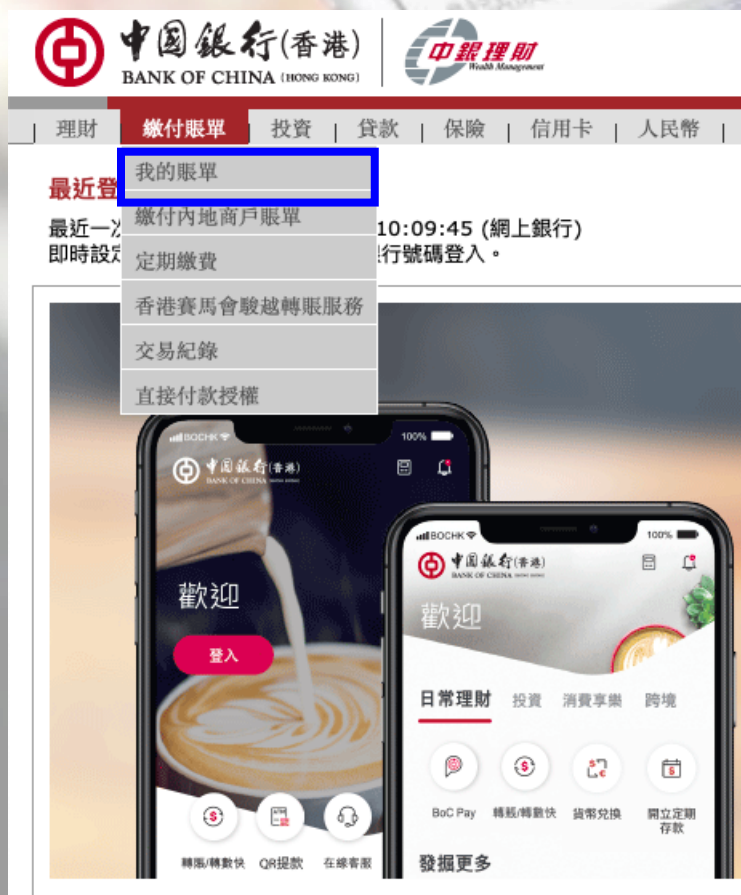 中国銀行(香港)
BANK OF CHINA (HONG KONG)
中銀理財
Wealth Management
| 理財 繳付賬單 | 投資 | 貸款 | 保險 | 信用卡 | 人民幣 |
我的賬單
最近登
繳付內地商戶賬單
最近一次 10:09:45 (網上銀行)
即時設定 行號碼登入。
定期繳費
香港賽馬會駿越轉賬服務
交易紀錄
直接付款授權
BOCHK 100%
中国銀行(香港)
BANK OF CHINA (HONG KONG)
歡迎
登入
轉賬/轉數快 QR提款 在線客服
BOCHK 100%
中国銀行(香港)
BANK OF CHINA (HONG KONG)
歡迎
日常理財 投資 消費享樂 跨境
BoC Pay 轉賬/轉數快 貨幣兌換 開立定期
存款
發掘更多